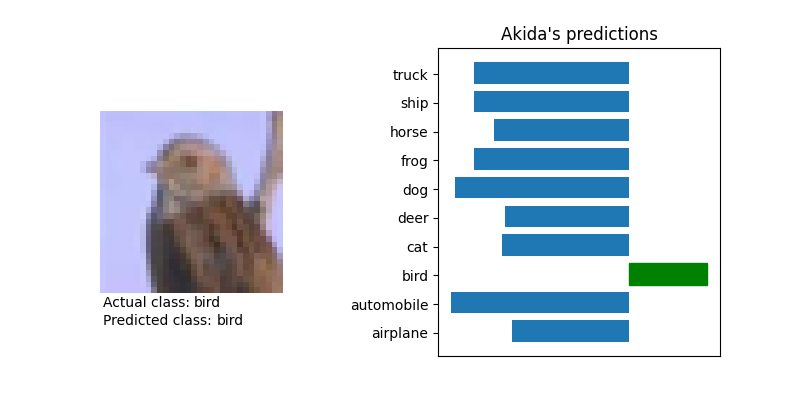 Akida's predictions
truck
ship
horse
frog
dog
deer
cat
bird
automobile
airplane
Actual class: bird
Predicted class: bird